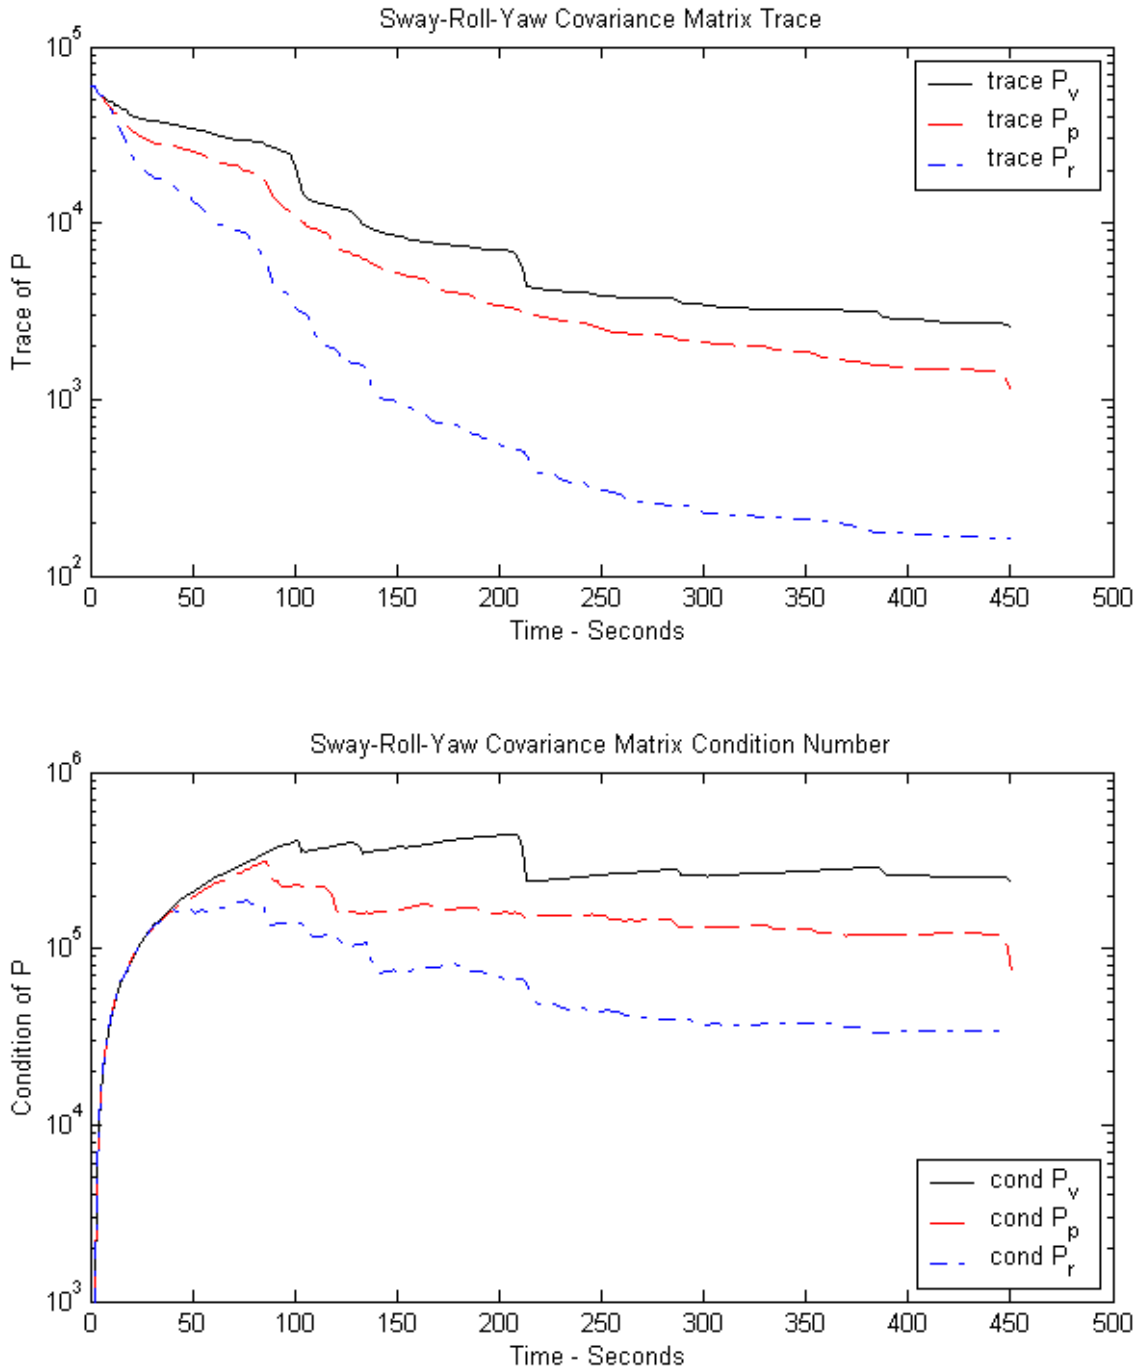 Sway-Roll-Yaw Covariance Matrix Trace
Trace of P
10^5
10^4
10^3
10^2
trace P_v
trace P_p
trace P_r
0 50 100 150 200 250 300 350 400 450 500
Time - Seconds
Sway-Roll-Yaw Covariance Matrix Condition Number
Condition of P
10^6
10^5
10^4
10^3
cond P_v
cond P_p
cond P_r
0 50 100 150 200 250 300 350 400 450 500
Time - Seconds